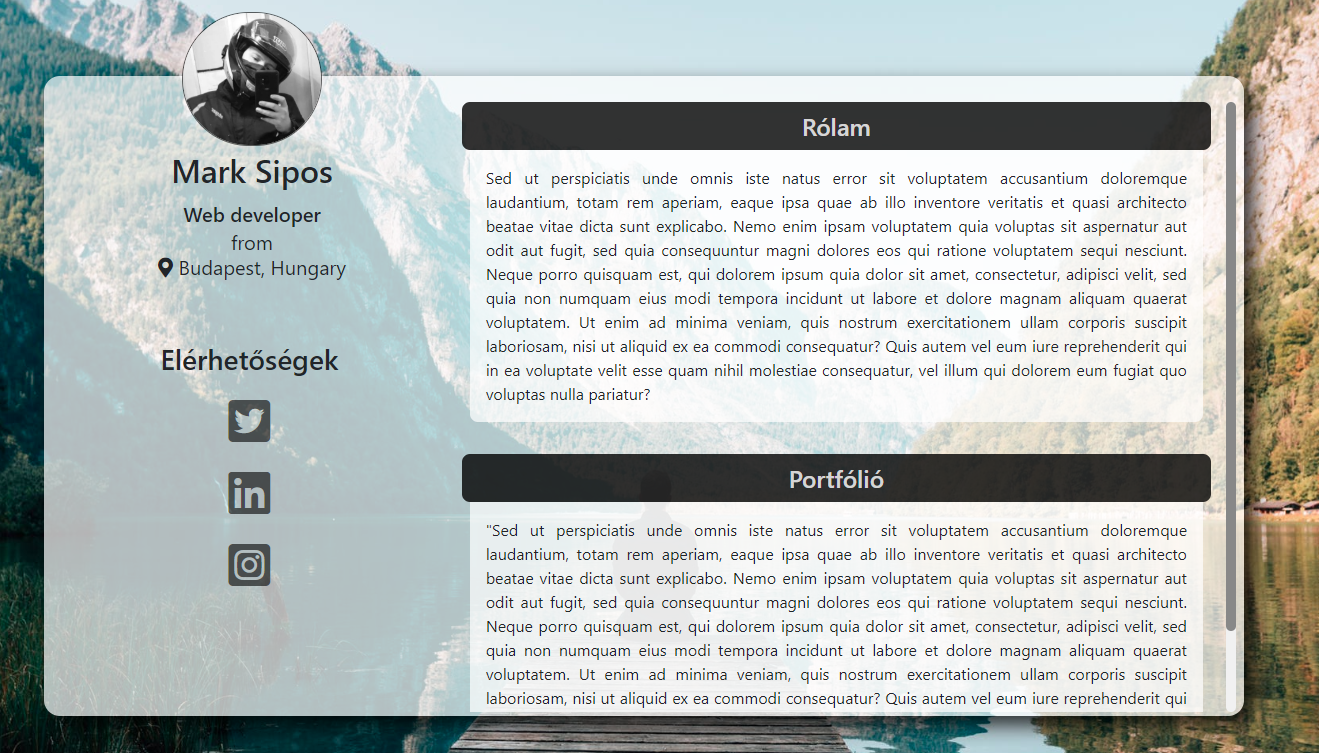 Mark Sipos
Web developer
from
Budapest, Hungary
Elérhetőségek
Rólam
Sed ut perspiciatis unde omnis iste natus error sit voluptatem accusantium doloremque
laudantium, totam rem aperiam, eaque ipsa quae ab illo inventore veritatis et quasi architecto
beatae vitae dicta sunt explicabo. Nemo enim ipsam voluptatem quia voluptas sit aspernatur aut
odit aut fugit, sed quia consequuntur magni dolores eos qui ratione voluptatem sequi nesciunt.
Neque porro quisquam est, qui dolorem ipsum quia dolor sit amet, consectetur, adipisci velit, sed
quia non numquam eius modi tempora incidunt ut labore et dolore magnam aliquam quaerat
voluptatem. Ut enim ad minima veniam, quis nostrum exercitationem ullam corporis suscipit
laboriosam, nisi ut aliquid ex ea commodi consequatur? Quis autem vel eum iure reprehenderit qui
in ea voluptate velit esse quam nihil molestiae consequatur, vel illum qui dolorem eum fugiat quo
voluptas nulla pariatur?
Portfólió
"Sed ut perspiciatis unde omnis iste natus error sit voluptatem accusantium doloremque
laudantium, totam rem aperiam, eaque ipsa quae ab illo inventore veritatis et quasi architecto
beatae vitae dicta sunt explicabo. Nemo enim ipsam voluptatem quia voluptas sit aspernatur aut
odit aut fugit, sed quia consequuntur magni dolores eos qui ratione voluptatem sequi nesciunt.
Neque porro quisquam est, qui dolorem ipsum quia dolor sit amet, consectetur, adipisci velit, sed
quia non numquam eius modi tempora incidunt ut labore et dolore magnam aliquam quaerat
voluptatem. Ut enim ad minima veniam, quis nostrum exercitationem ullam corporis suscipit
laboriosam, nisi ut aliquid ex ea commodi consequatur? Quis autem vel eum iure reprehenderit qui